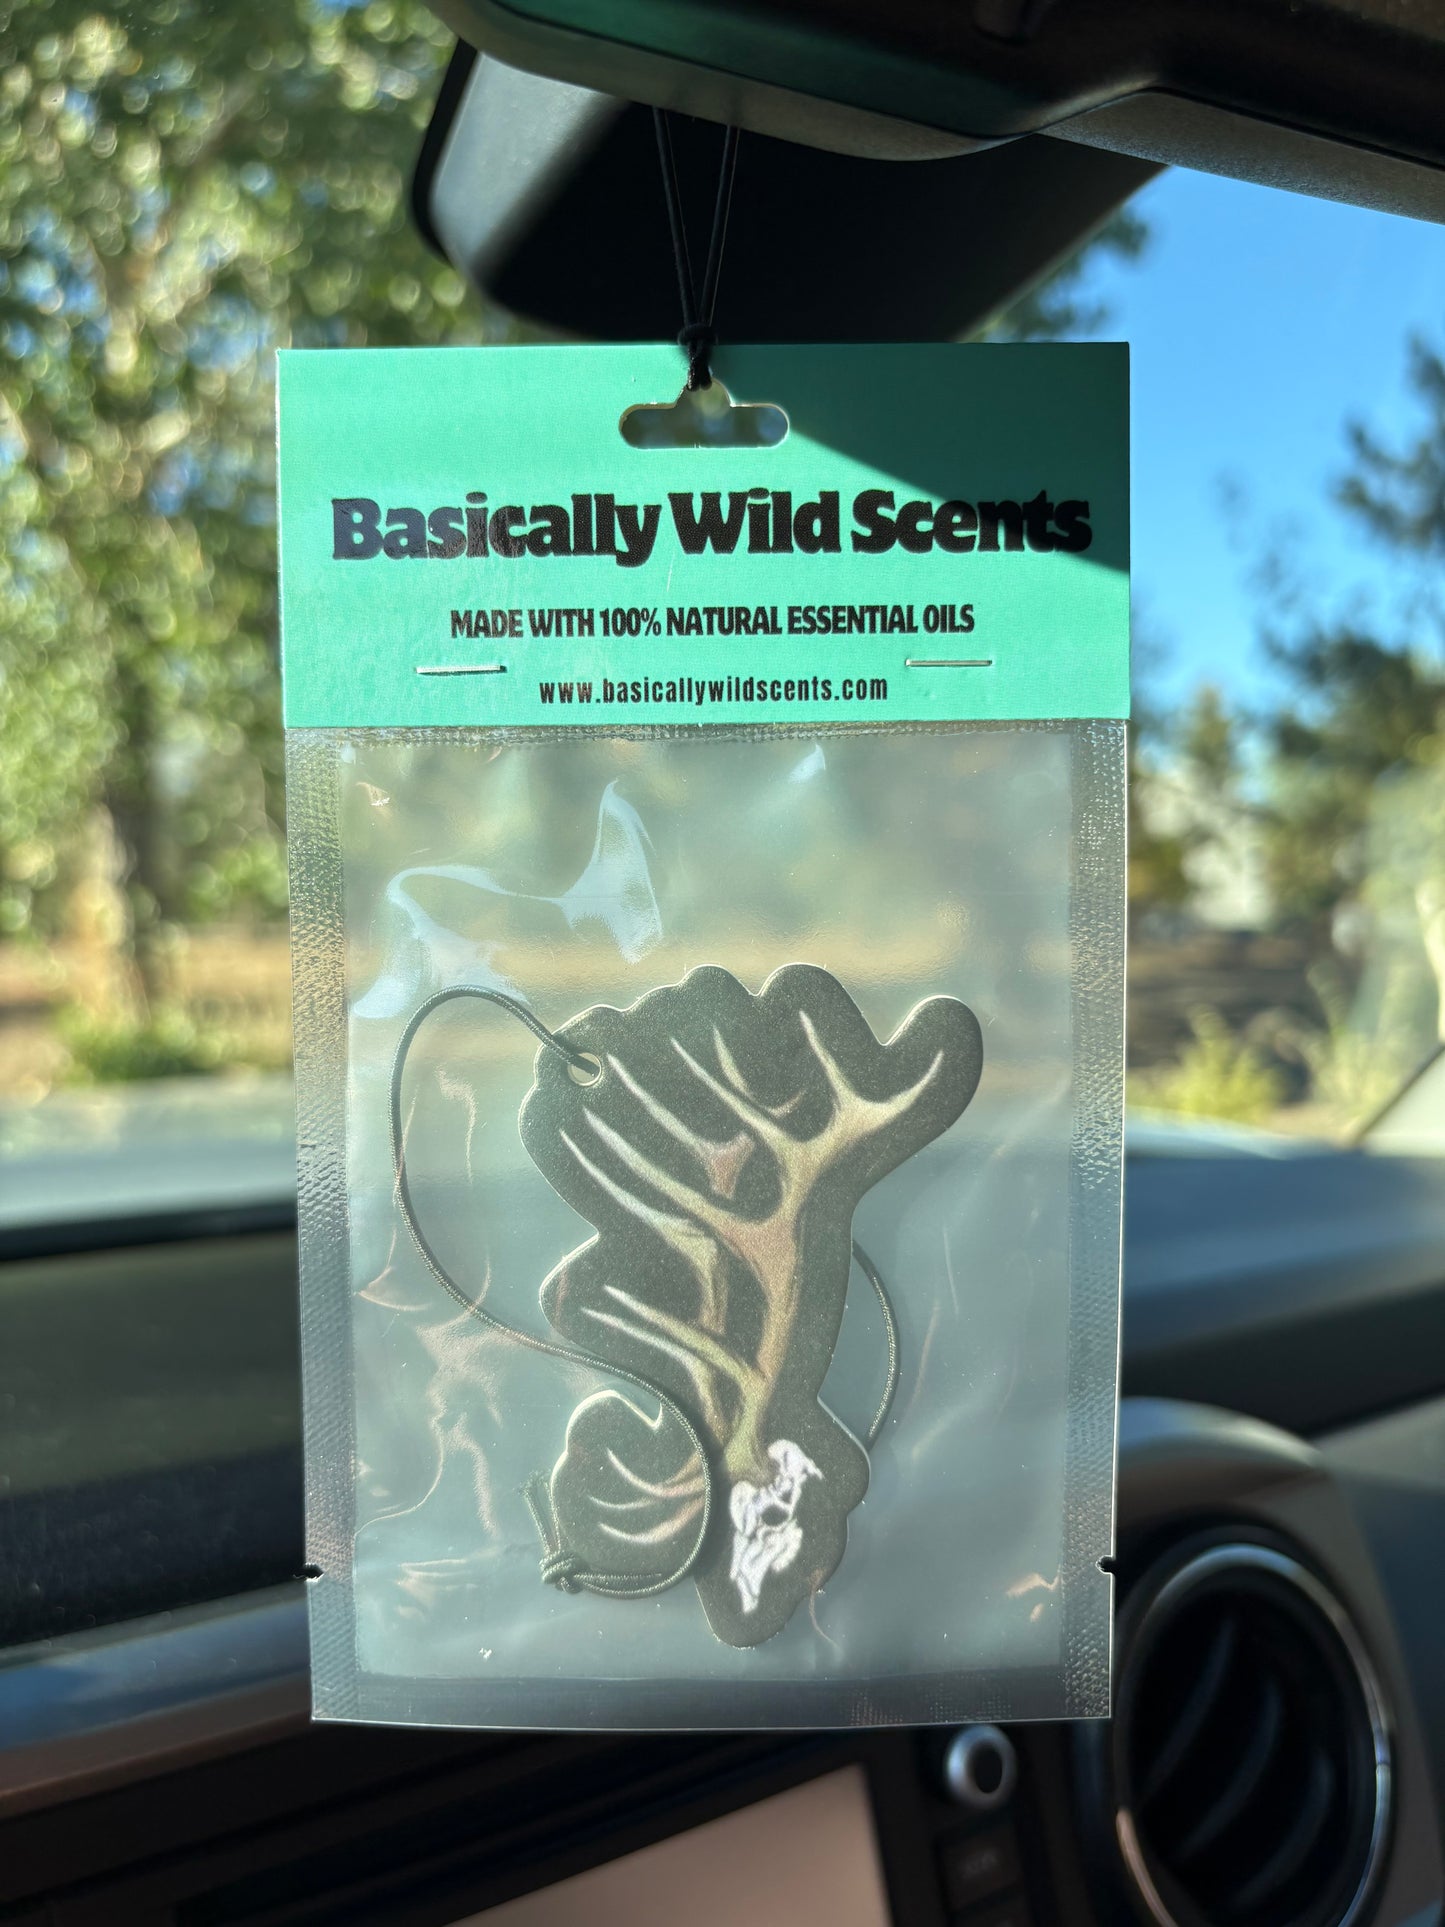 Basically Wild Scents
MADE WITH 100% NATURAL ESSENTIAL OILS
www.basicallywildscents.com